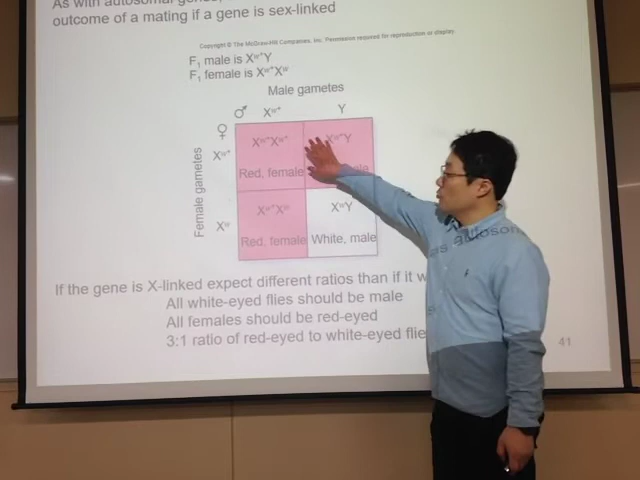 As with autosomal genes,
outcome of a mating if a gene is sex-linked
Copyright © The McGraw-Hill Companies, Inc. Permission required for reproduction or display.
F₁ male is Xʷ⁺Y
F₁ female is Xʷ⁺Xʷ
Male gametes
♂ Xʷ⁺ Y
♀
Female gametes
Xʷ⁺ Xʷ⁺Xʷ⁺ Xʷ⁺Y
Red, female
Xʷ Xʷ⁺Xʷ XʷY
Red, female White, male
If the gene is X-linked expect different ratios than if it
All white-eyed flies should be male
All females should be red-eyed
3:1 ratio of red-eyed to white-eyed
41